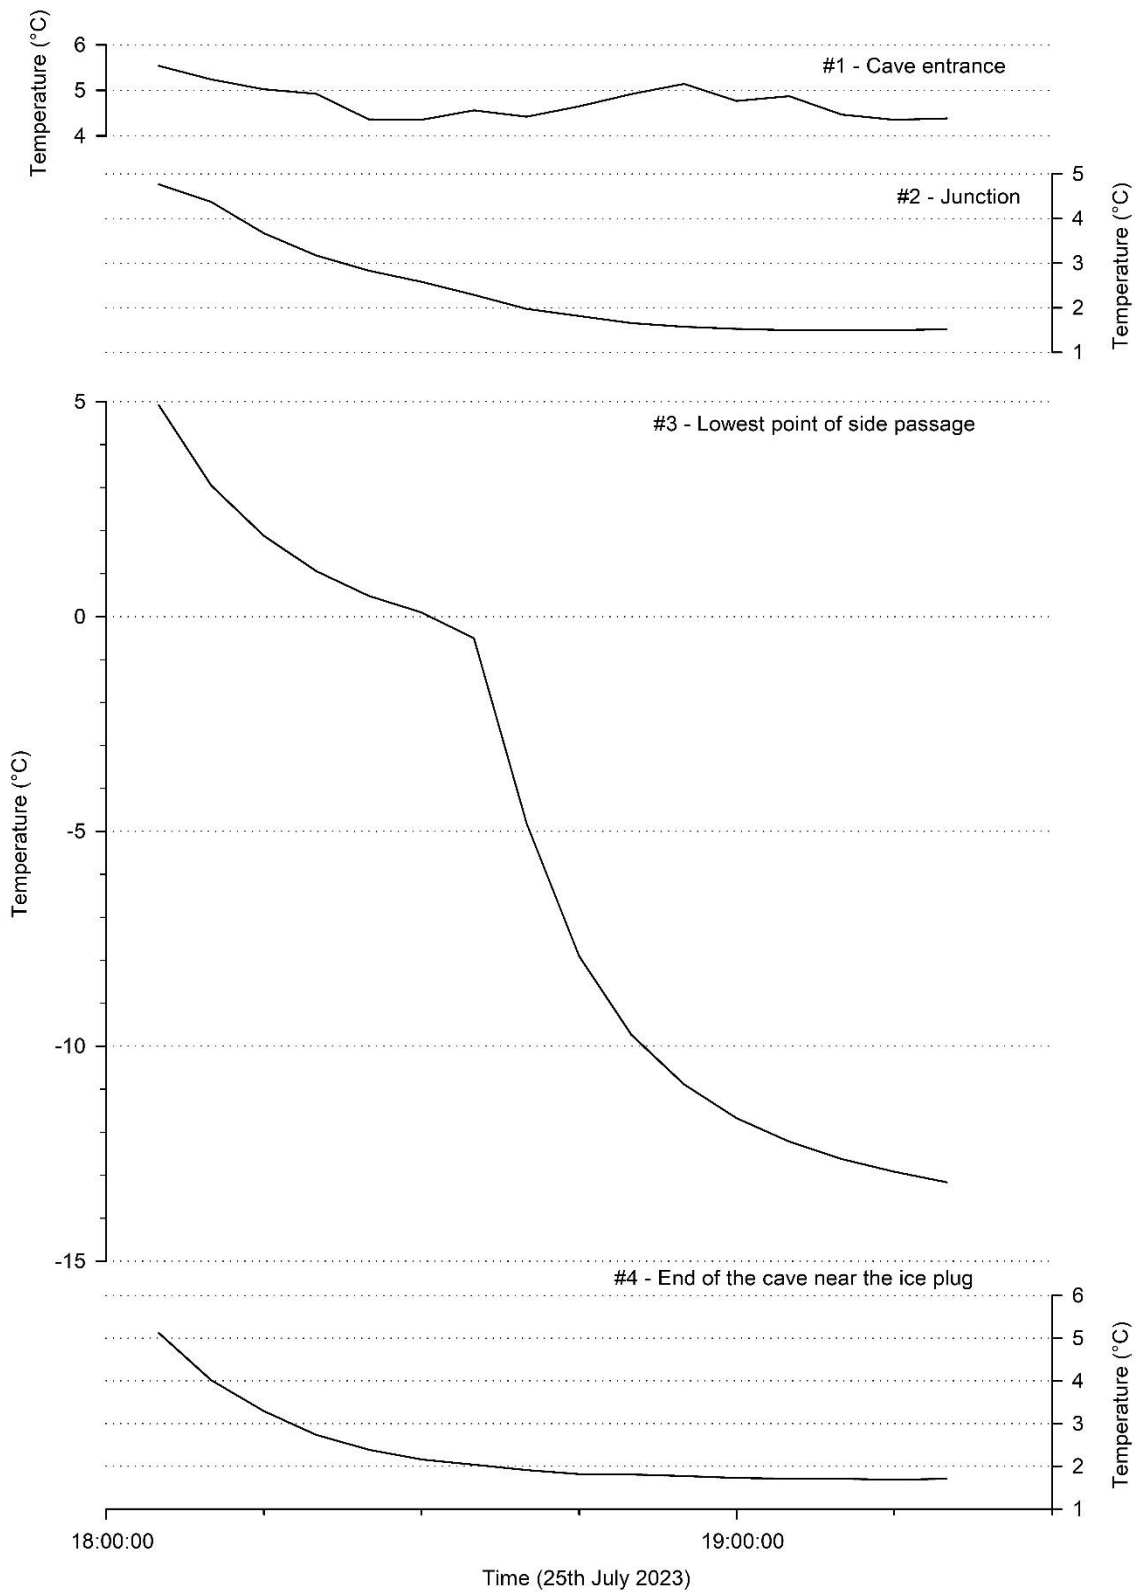 Temperature (°C)
6
5
4
#1 - Cave entrance
#2 - Junction
5
4
3
2
1
Temperature (°C)
5
0
-5
-10
-15
Temperature (°C)
#3 - Lowest point of side passage
#4 - End of the cave near the ice plug
6
5
4
3
2
1
Temperature (°C)
18:00:00
19:00:00
Time (25th July 2023)